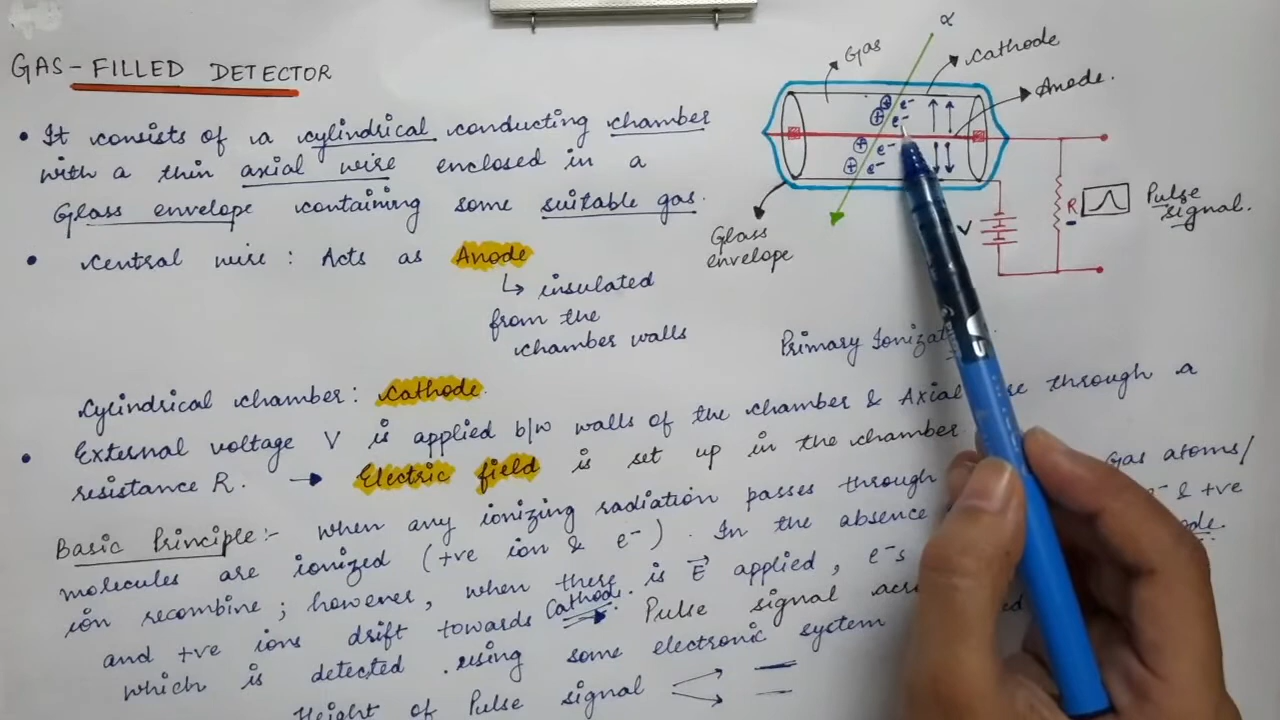 GAS-FILLED DETECTOR
• It consists of a cylindrical conducting chamber
with a thin axial wire enclosed in a
Glass envelope containing some suitable gas.
• Central wire: Acts as Anode
↳ insulated
from the
chamber walls
Cylindrical chamber: Cathode
• External voltage V is applied b/w walls of the chamber & Axial through a
resistance R. → Electric field is set up in the chamber
Basic Principle:- When any ionizing radiation passes through Gas atoms/
molecules are ionized (+ve ion & e-). In the absence e- & +ve
ion recombine; however, when there is E⃗ applied, e-s
and +ve ions drift towards Cathode. Pulse signal
which is detected using some electronic system
Height of Pulse signal
α
Gas
Cathode
Anode.
⊕ e-
⊕ e-
⊕ e-
⊕ e-
Glass
envelope
V
R
Pulse
signal.
Primary